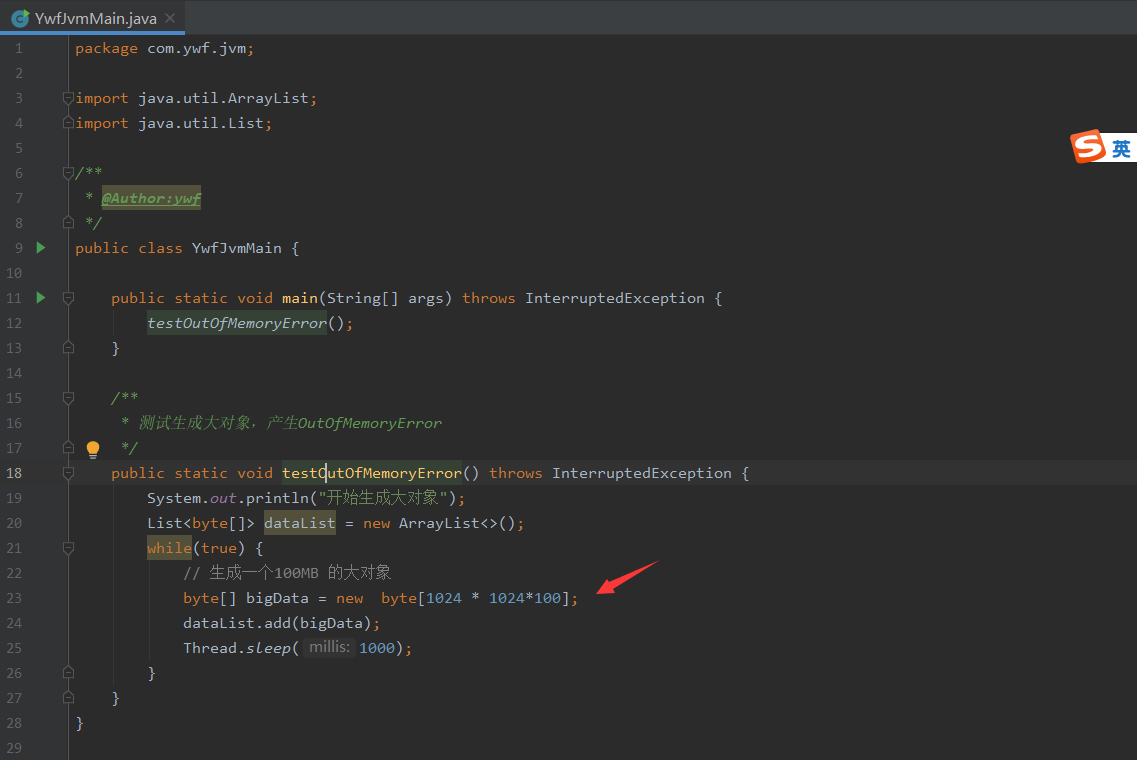 YwfJvmMain.java
1 package com.ywf.jvm;
2
3 import java.util.ArrayList;
4 import java.util.List;
5
6 /**
7 * @Author:ywf
8 */
9 public class YwfJvmMain {
10
11 public static void main(String[] args) throws InterruptedException {
12 testOutOfMemoryError();
13 }
14
15 /**
16 * 测试生成大对象，产生OutOfMemoryError
17 */
18 public static void testOutOfMemoryError() throws InterruptedException {
19 System.out.println("开始生成大对象");
20 List<byte[]> dataList = new ArrayList<>();
21 while(true) {
22 // 生成一个100MB 的大对象
23 byte[] bigData = new  byte[1024 * 1024*100];
24 dataList.add(bigData);
25 Thread.sleep( millis: 1000);
26 }
27 }
28 }
29
S 英